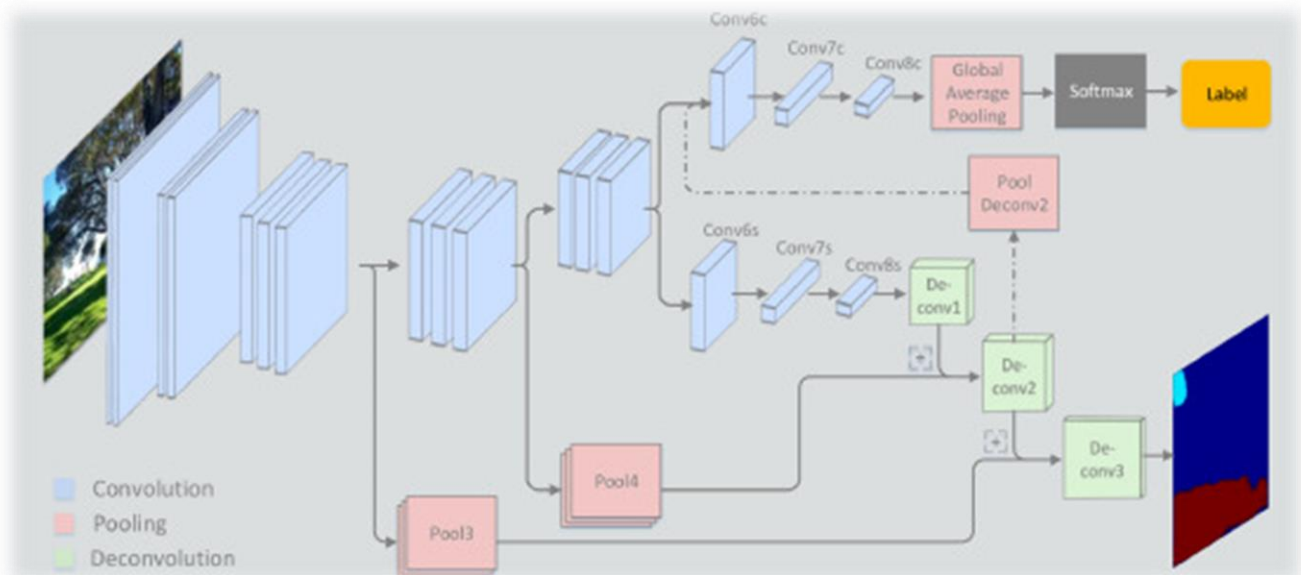 Conv6c
Conv7c
Conv8c
Global
Average
Pooling
Softmax
Label
Pool
Deconv2
Conv6s
Conv7s
Conv8s
De-
conv1
De-
conv2
De-
conv3
Pool4
Pool3
Convolution
Pooling
Deconvolution